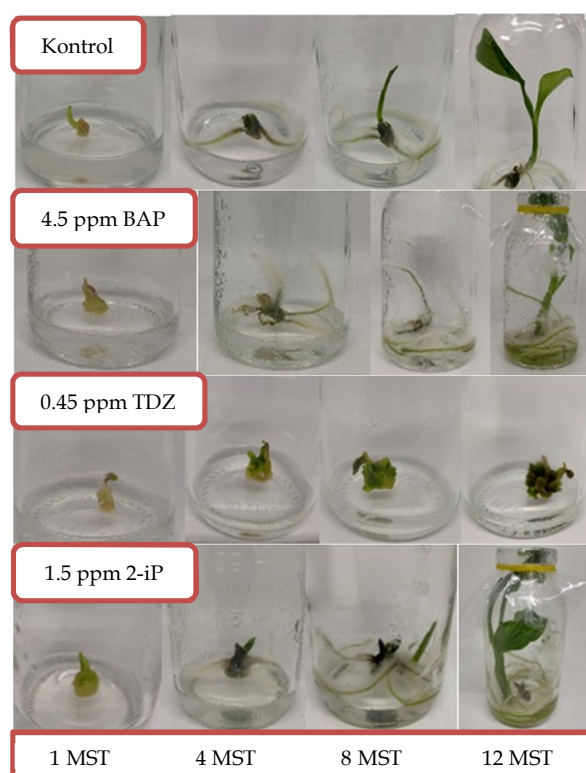 Kontrol
4.5 ppm BAP
0.45 ppm TDZ
1.5 ppm 2-iP
1 MST 4 MST 8 MST 12 MST